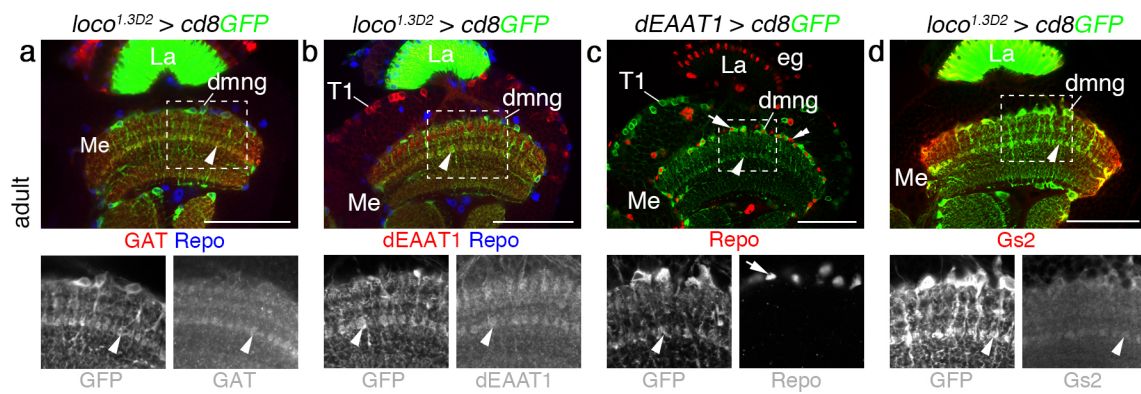 loco1.3D2 > cd8GFP
loco1.3D2 > cd8GFP
dEAAT1 > cd8GFP
loco1.3D2 > cd8GFP
a
La
dmng
Me
adult
GAT Repo
GFP
GAT
b
La
T1
dmng
Me
dEAAT1 Repo
GFP
dEAAT1
c
La
eg
T1
dmng
Me
Repo
GFP
Repo
d
La
dmng
Me
Gs2
GFP
Gs2